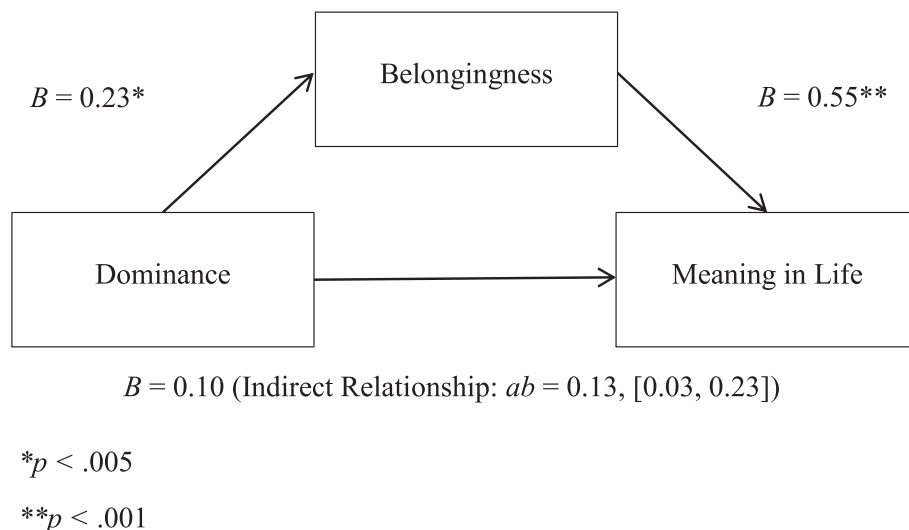 Belongingness
B = 0.23*
B = 0.55**
Dominance
Meaning in Life
B = 0.10 (Indirect Relationship: ab = 0.13, [0.03, 0.23])
*p < .005
**p < .001